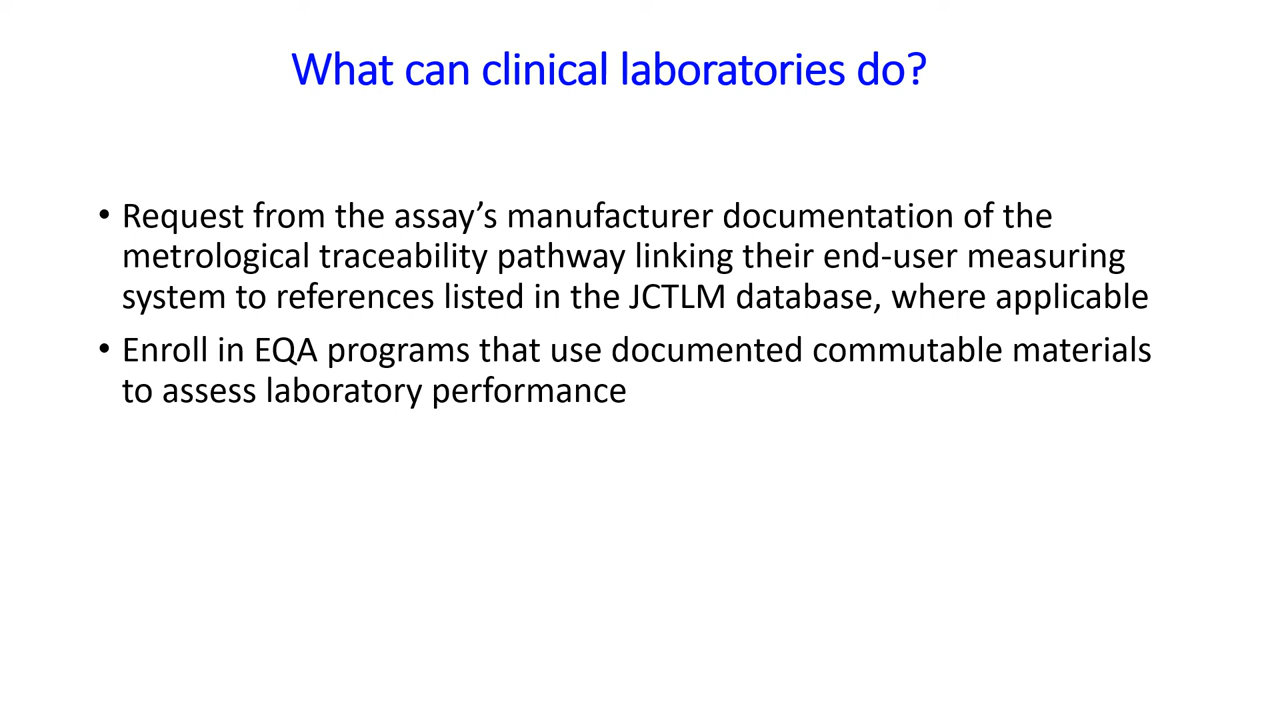 What can clinical laboratories do?
• Request from the assay’s manufacturer documentation of the
metrological traceability pathway linking their end-user measuring
system to references listed in the JCTLM database, where applicable
• Enroll in EQA programs that use documented commutable materials
to assess laboratory performance